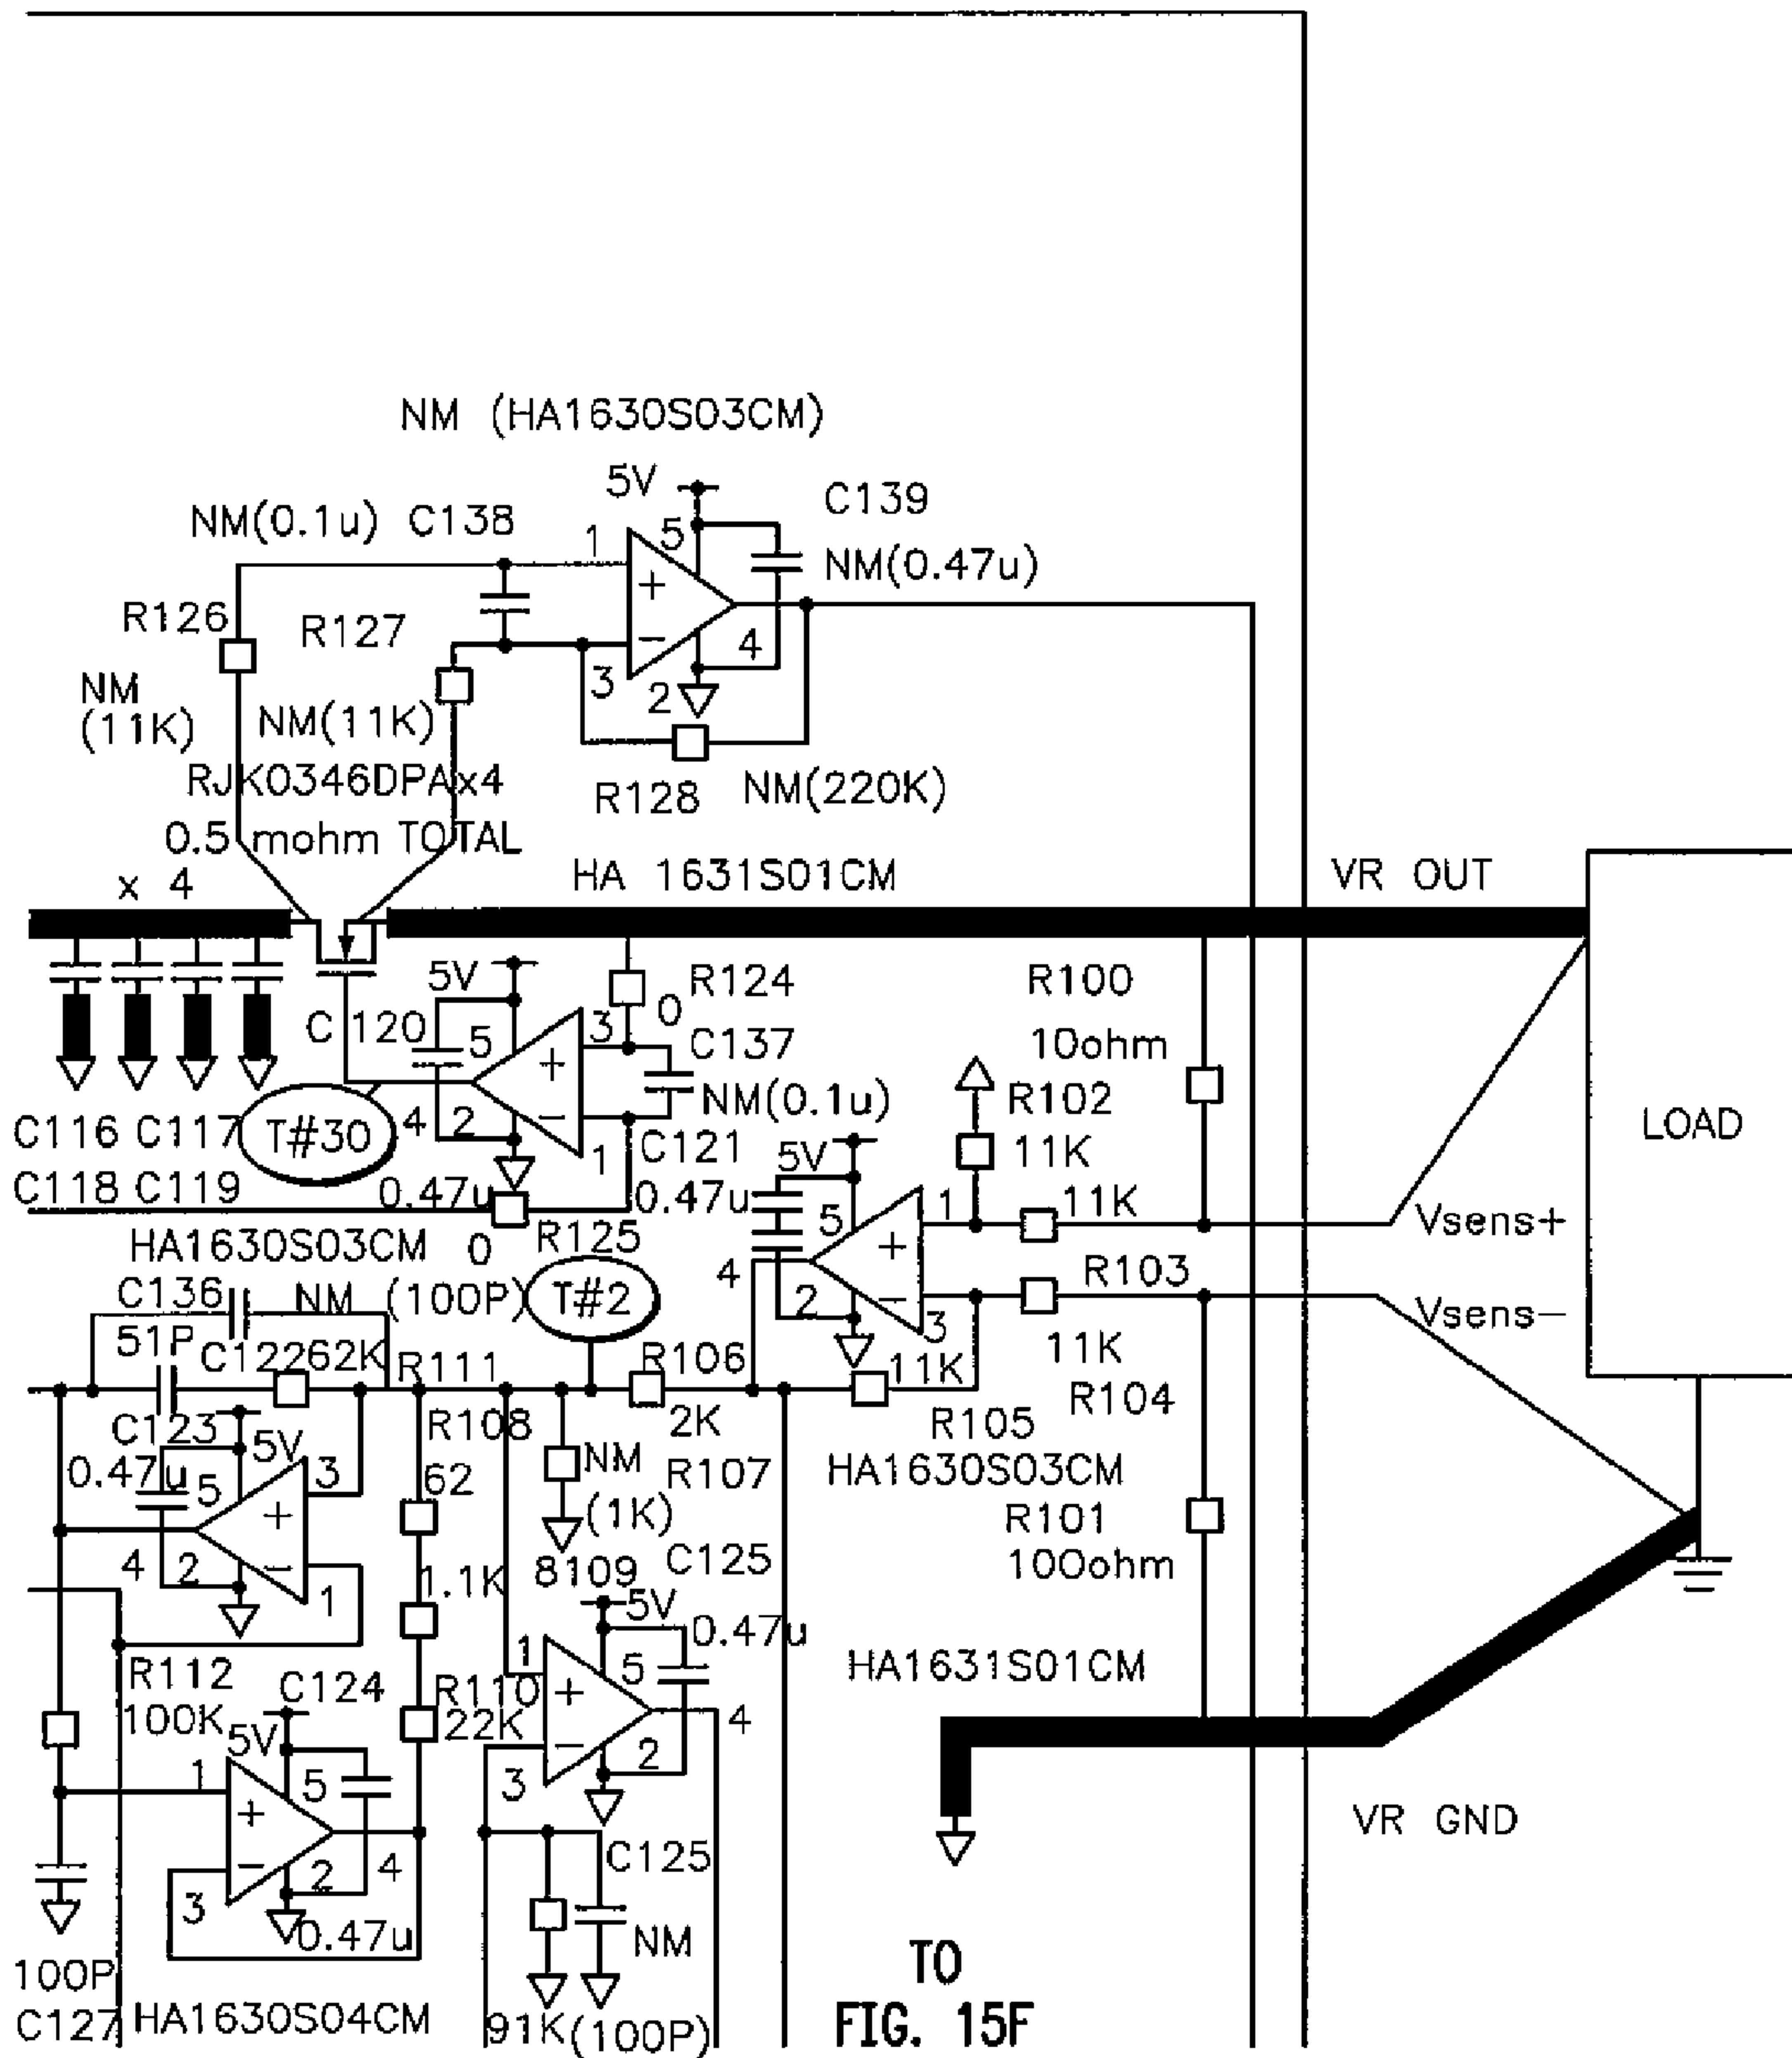 NM (HA1630S03CM)
5V
C139
NM(0.1u) C138
1
5
NM(0.47u)
+
R126
R127
−
4
3
2
NM
(11K)
NM(11K)
RJK0346DPAx4
R128
NM(220K)
0.5 mohm TOTAL
x 4
HA 1631S01CM
VR OUT
5V
R124
R100
0
C120
5
3
C137
10ohm
+
NM(0.1u)
R102
4
2
−
C116 C117
T#30
1
C121
5V
11K
LOAD
C118 C119
0.47u
0.47u
5
1
11K
Vsens+
HA1630S03CM
0
R125
+
4
R103
C136
NM (100P)
T#2
2
−
3
Vsens−
51P
C122
62K
R111
R106
11K
11K
R104
C123
R108
2K
R105
5V
0.47u
5
3
62
NM
R107
HA1630S03CM
+
(1K)
R101
4
2
−
1
1.1K
8109
C125
100ohm
5V
0.47u
1
5
HA1631S01CM
R112
C124
R110
+
100K
22K
4
5V
−
2
1
5
3
+
VR GND
−
2
4
C125
3
0.47u
NM
100P
TO
C127
HA1630S04CM
91K
(100P)
FIG. 15F